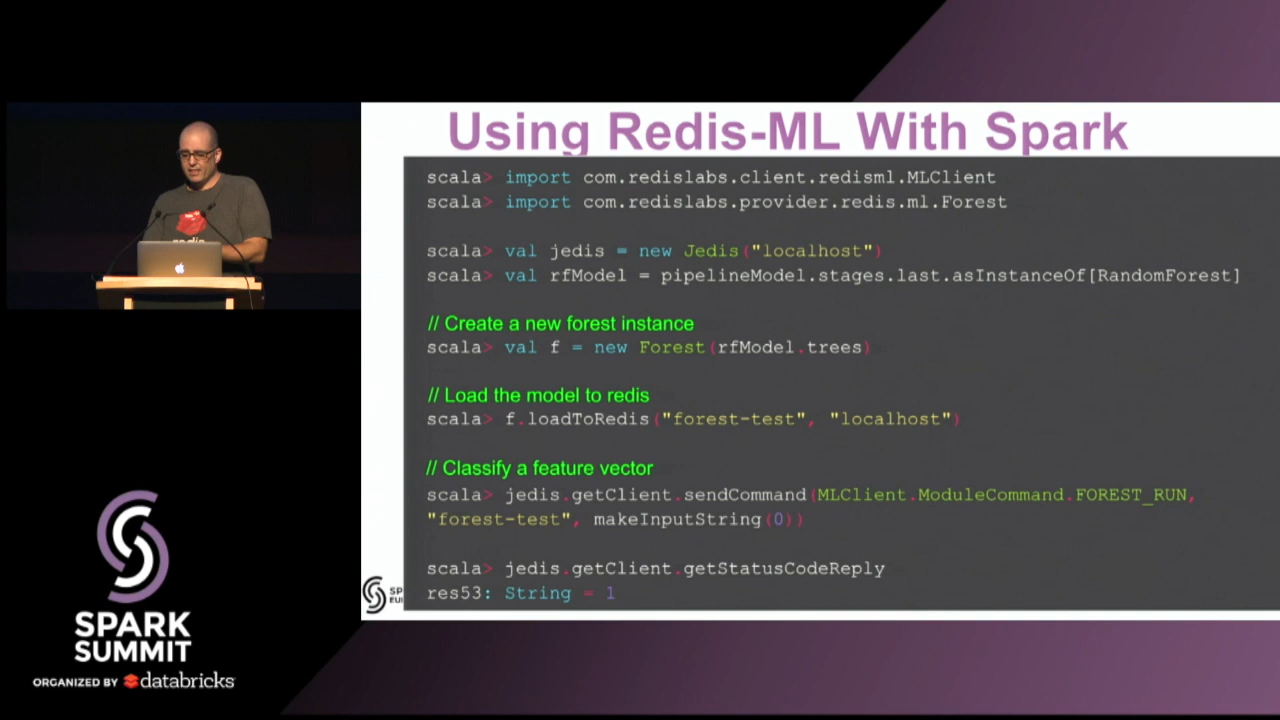 Using Redis-ML With Spark
scala> import com.redislabs.client.redisml.MLClient
scala> import com.redislabs.provider.redis.ml.Forest
scala> val jedis = new Jedis("localhost")
scala> val rfModel = pipelineModel.stages.last.asInstanceOf[RandomForest]
// Create a new forest instance
scala> val f = new Forest(rfModel.trees)
// Load the model to redis
scala> f.loadToRedis("forest-test", "localhost")
// Classify a feature vector
scala> jedis.getClient.sendCommand(MLClient.ModuleCommand.FOREST_RUN,
"forest-test", makeInputString(0))
scala> jedis.getClient.getStatusCodeReply
res53: String = 1
SPARK
SUMMIT
ORGANIZED BY databricks